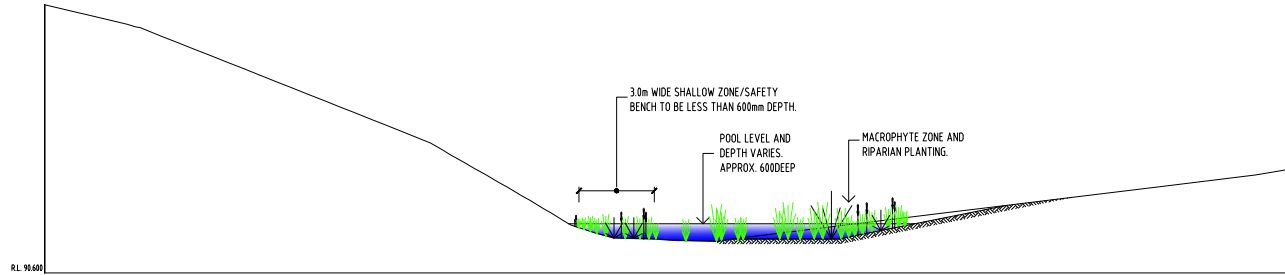 3.0m WIDE SHALLOW ZONE/SAFETY
BENCH TO BE LESS THAN 600mm DEPTH.
POOL LEVEL AND
DEPTH VARIES.
APPROX. 600DEEP
MACROPHYTE ZONE AND
RIPARIAN PLANTING.
R.L. 90.600